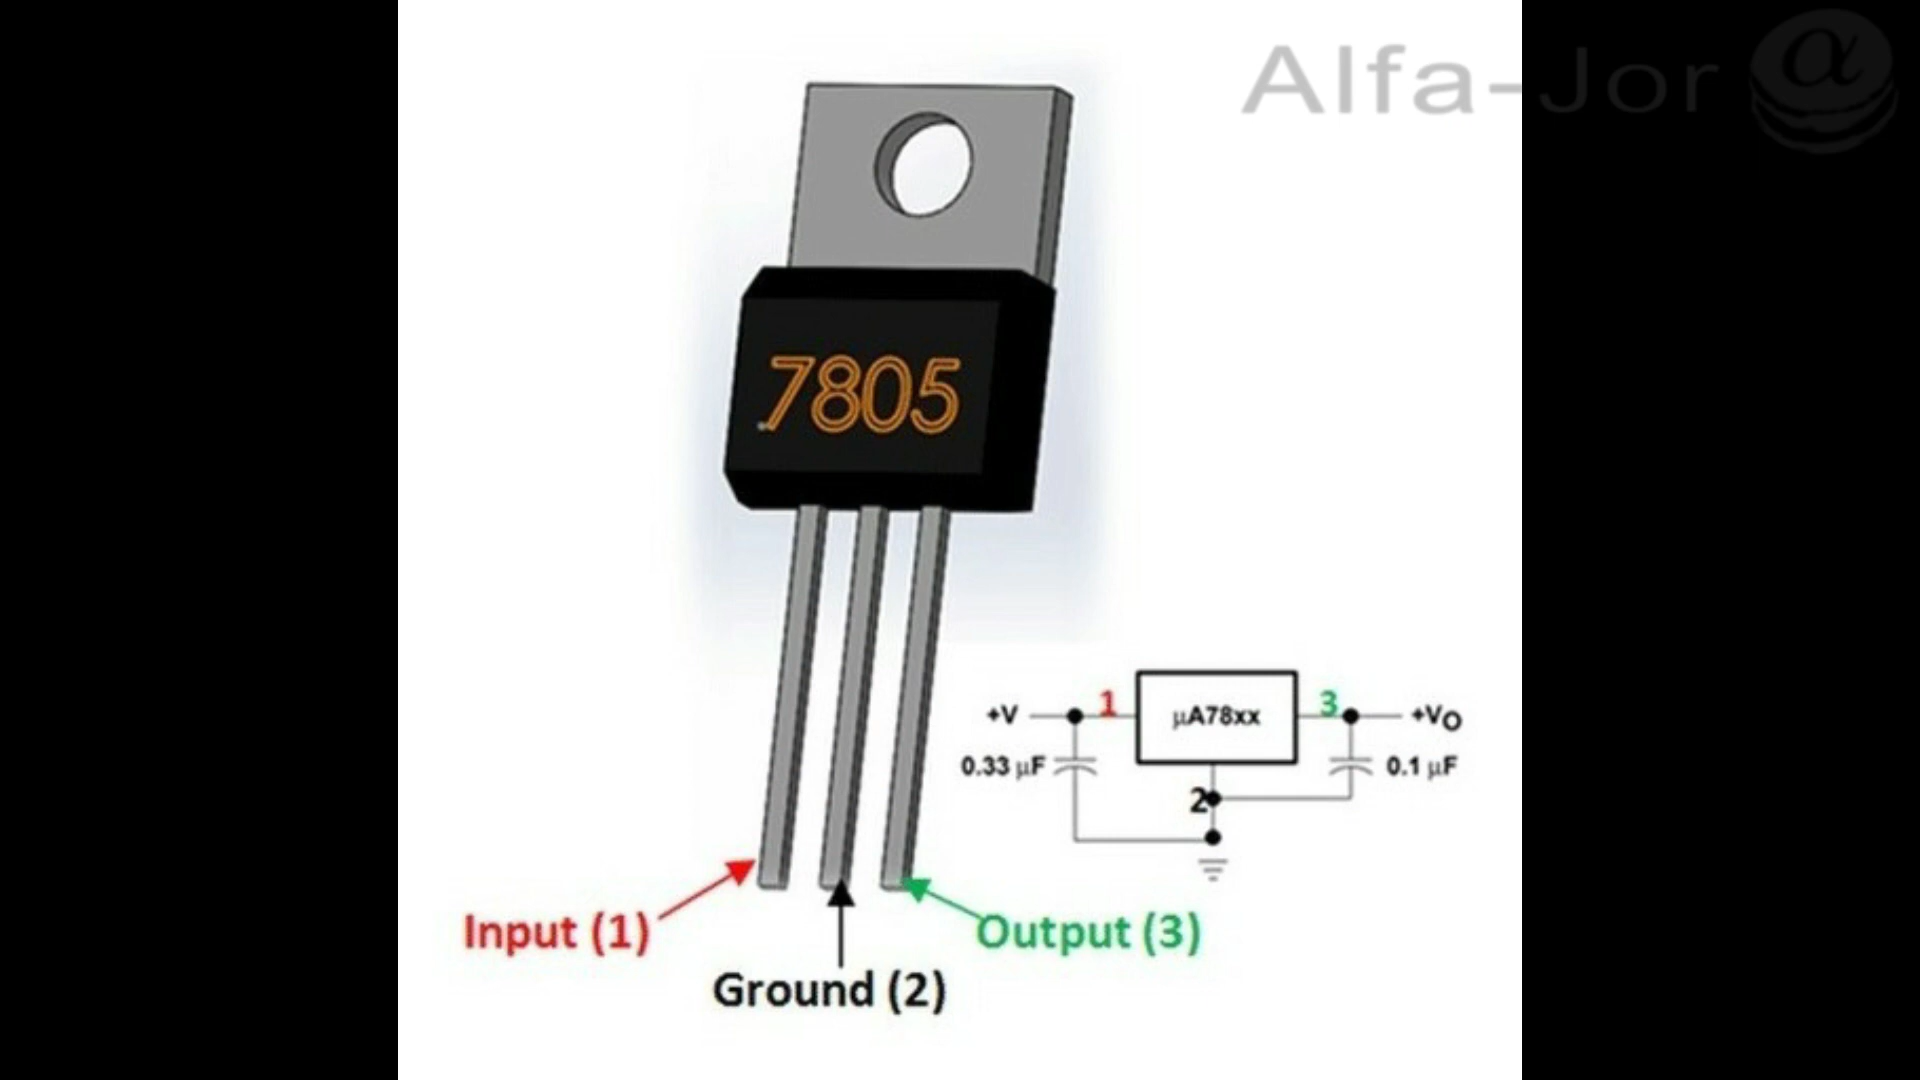 Alfa-Jor
α
7805
+V 1 μA78xx 3 +VO
0.33 μF 0.1 μF
2
Input (1)
Output (3)
Ground (2)